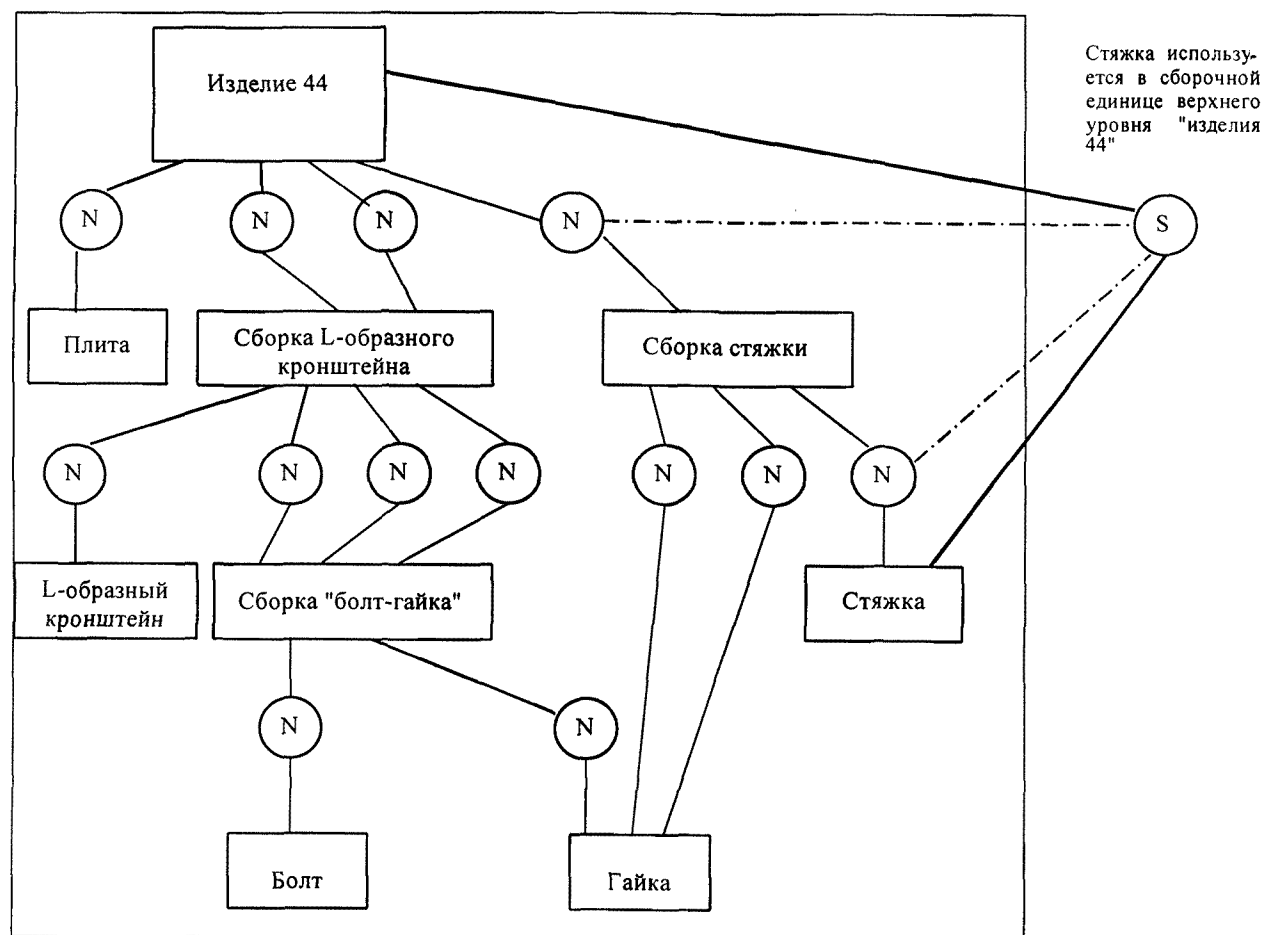 Изделие 44
Стяжка использу-
ется в сборочной
единице верхнего
уровня "изделия
44"
N
N
N
N
S
Плита
Сборка L-образного
кронштейна
Сборка стяжки
N
N
N
N
N
N
N
L-образный
кронштейн
Сборка "болт-гайка"
Стяжка
N
N
Болт
Гайка